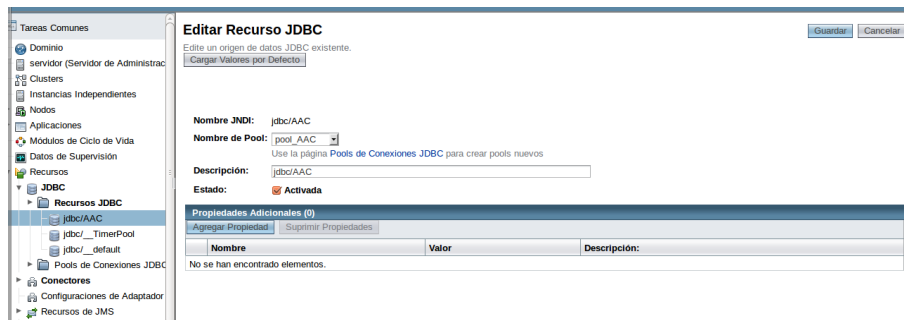 Tareas Comunes
Dominio
servidor (Servidor de Administrac
Clusters
Instancias Independientes
Nodos
Aplicaciones
Módulos de Ciclo de Vida
Datos de Supervisión
Recursos
JDBC
Recursos JDBC
jdbc/AAC
jdbc/__TimerPool
jdbc/__default
Pools de Conexiones JDBC
Conectores
Configuraciones de Adaptador
Recursos de JMS
Editar Recurso JDBC
Guardar Cancelar
Edite un origen de datos JDBC existente.
Cargar Valores por Defecto
Nombre JNDI: jdbc/AAC
Nombre de Pool: pool_AAC
Use la página Pools de Conexiones JDBC para crear pools nuevos
Descripción: jdbc/AAC
Estado: Activada
Propiedades Adicionales (0)
Agregar Propiedad Suprimir Propiedades
Nombre Valor Descripción:
No se han encontrado elementos.